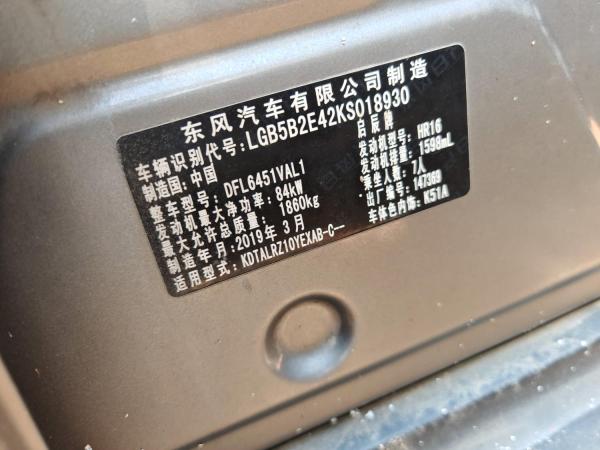 东风汽车有限公司制造
车辆识别代号:LGB5B2E42KS018930
制造国:中国 启辰牌
整车型号: DFL6451VAL1 发动机型号: HR16
发动机最大净功率: 84kW 发动机排量: 1598mL
最大允许总质量: 1860kg 乘坐人数: 7人
制造年月:2019年3月 出厂编号: 147369
适用型式: KDTALRZ10YEXAB-C-- 车体色内饰: K51A